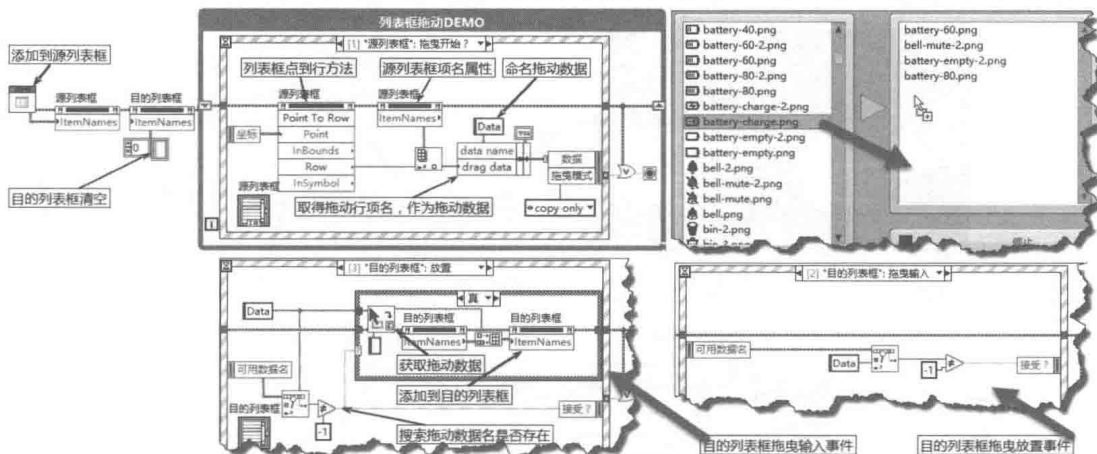 添加到源列表框
源列表框
ItemNames
目的列表框
ItemNames
0
目的列表框清空
列表框拖动DEMO
[1] "源列表框": 拖曳开始？
列表框点到行方法
源列表框项名属性
命名拖动数据
源列表框
Point To Row
Point
InBounds
Row
InSymbol
坐标
源列表框
源列表框
ItemNames
Data
data name
drag data
数据
拖曳模式
copy only
取得拖动行项名，作为拖动数据
i
battery-40.png
battery-60-2.png
battery-60.png
battery-80-2.png
battery-80.png
battery-charge-2.png
battery-charge.png
battery-empty-2.png
battery-empty.png
bell-2.png
bell-mute-2.png
bell-mute.png
bell.png
bin-2.png
battery-60.png
bell-mute-2.png
battery-empty-2.png
battery-80.png
停止
[3] "目的列表框": 放置
Data
真
目的列表框
ItemNames
目的列表框
ItemNames
获取拖动数据
可用数据名
添加到目的列表框
目的列表框
接受？
-1
搜索拖动数据名是否存在
[2] "目的列表框": 拖曳输入
可用数据名
Data
-1
接受？
目的列表框拖曳输入事件
目的列表框拖曳放置事件